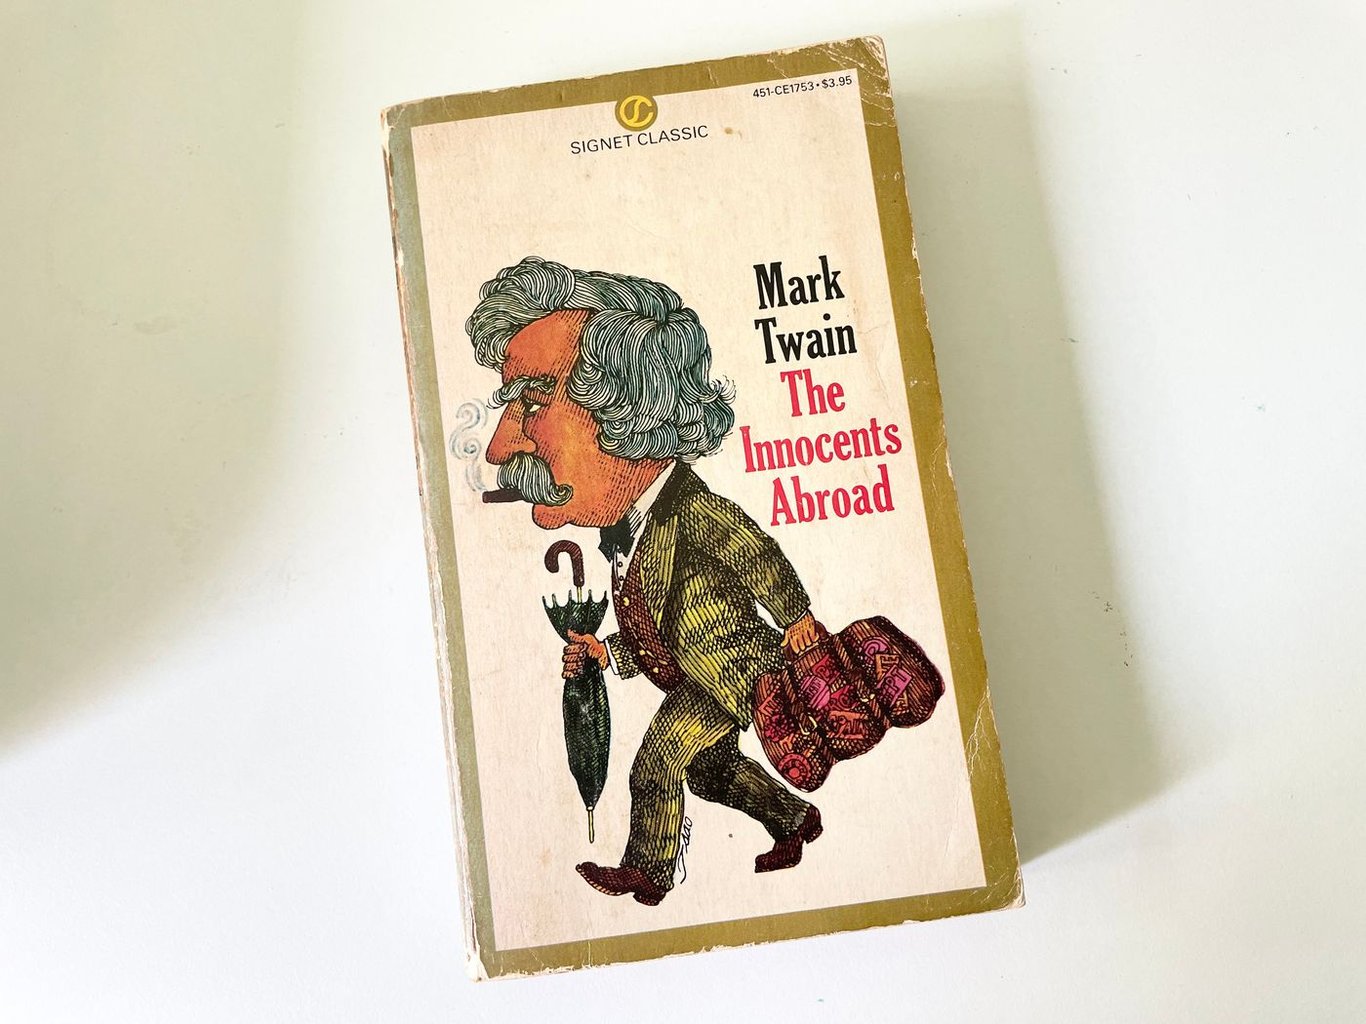 451-CE1753 • $3.95
SIGNET CLASSIC
Mark
Twain
The
Innocents
Abroad